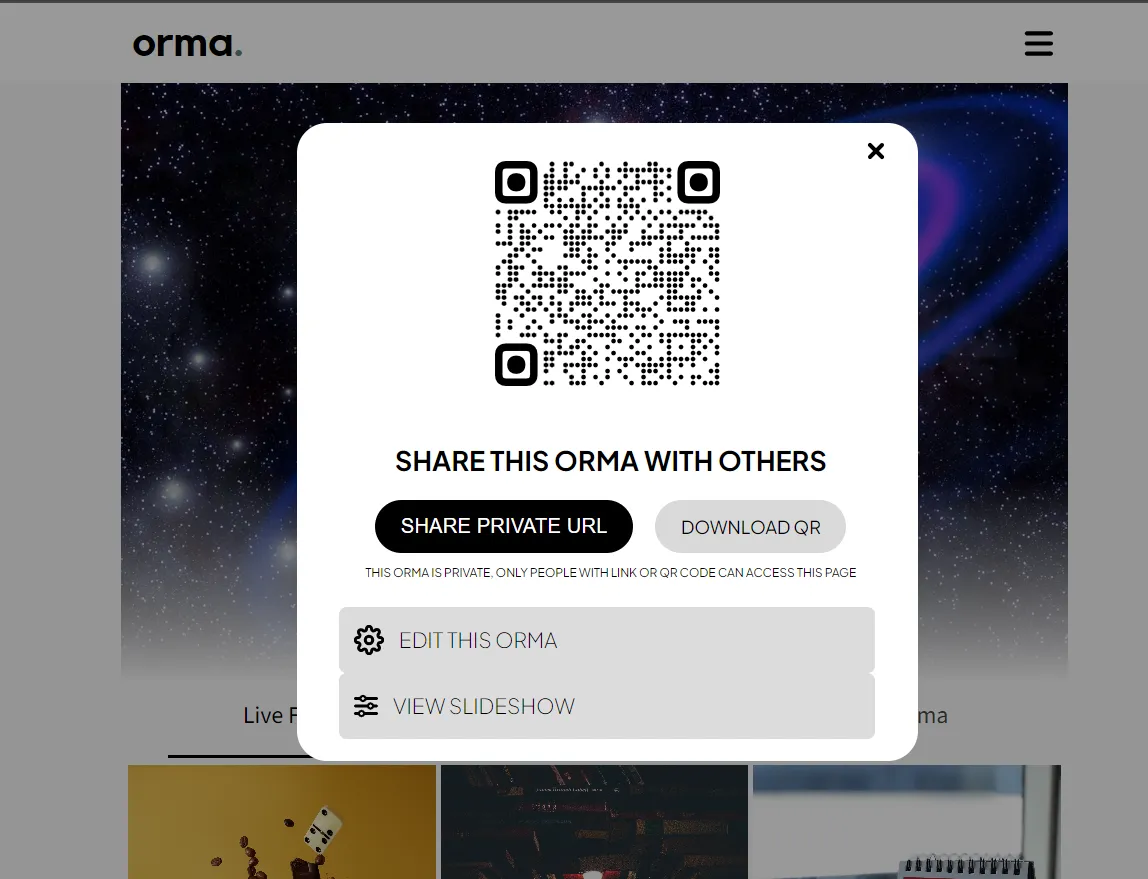 orma.
SHARE THIS ORMA WITH OTHERS
SHARE PRIVATE URL
DOWNLOAD QR
THIS ORMA IS PRIVATE, ONLY PEOPLE WITH LINK OR QR CODE CAN ACCESS THIS PAGE
EDIT THIS ORMA
VIEW SLIDESHOW
Live F
ma